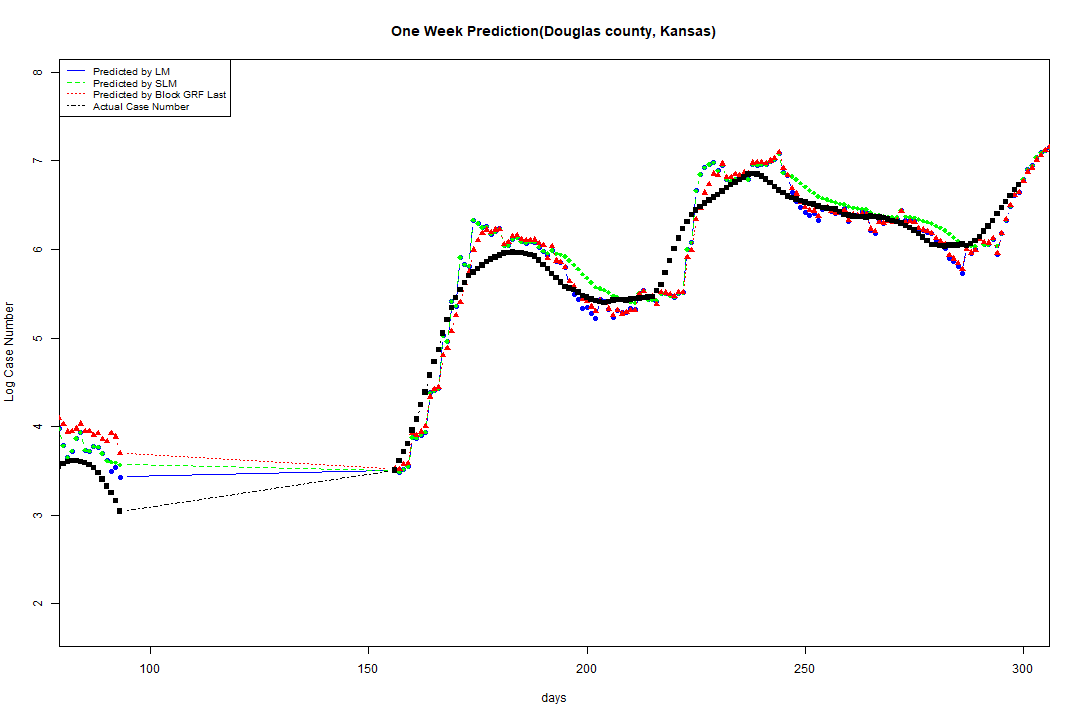 One Week Prediction(Douglas county, Kansas)
Predicted by LM
Predicted by SLM
Predicted by Block GRF Last
Actual Case Number
8
7
6
5
4
3
2
Log Case Number
100 150 200 250 300
days